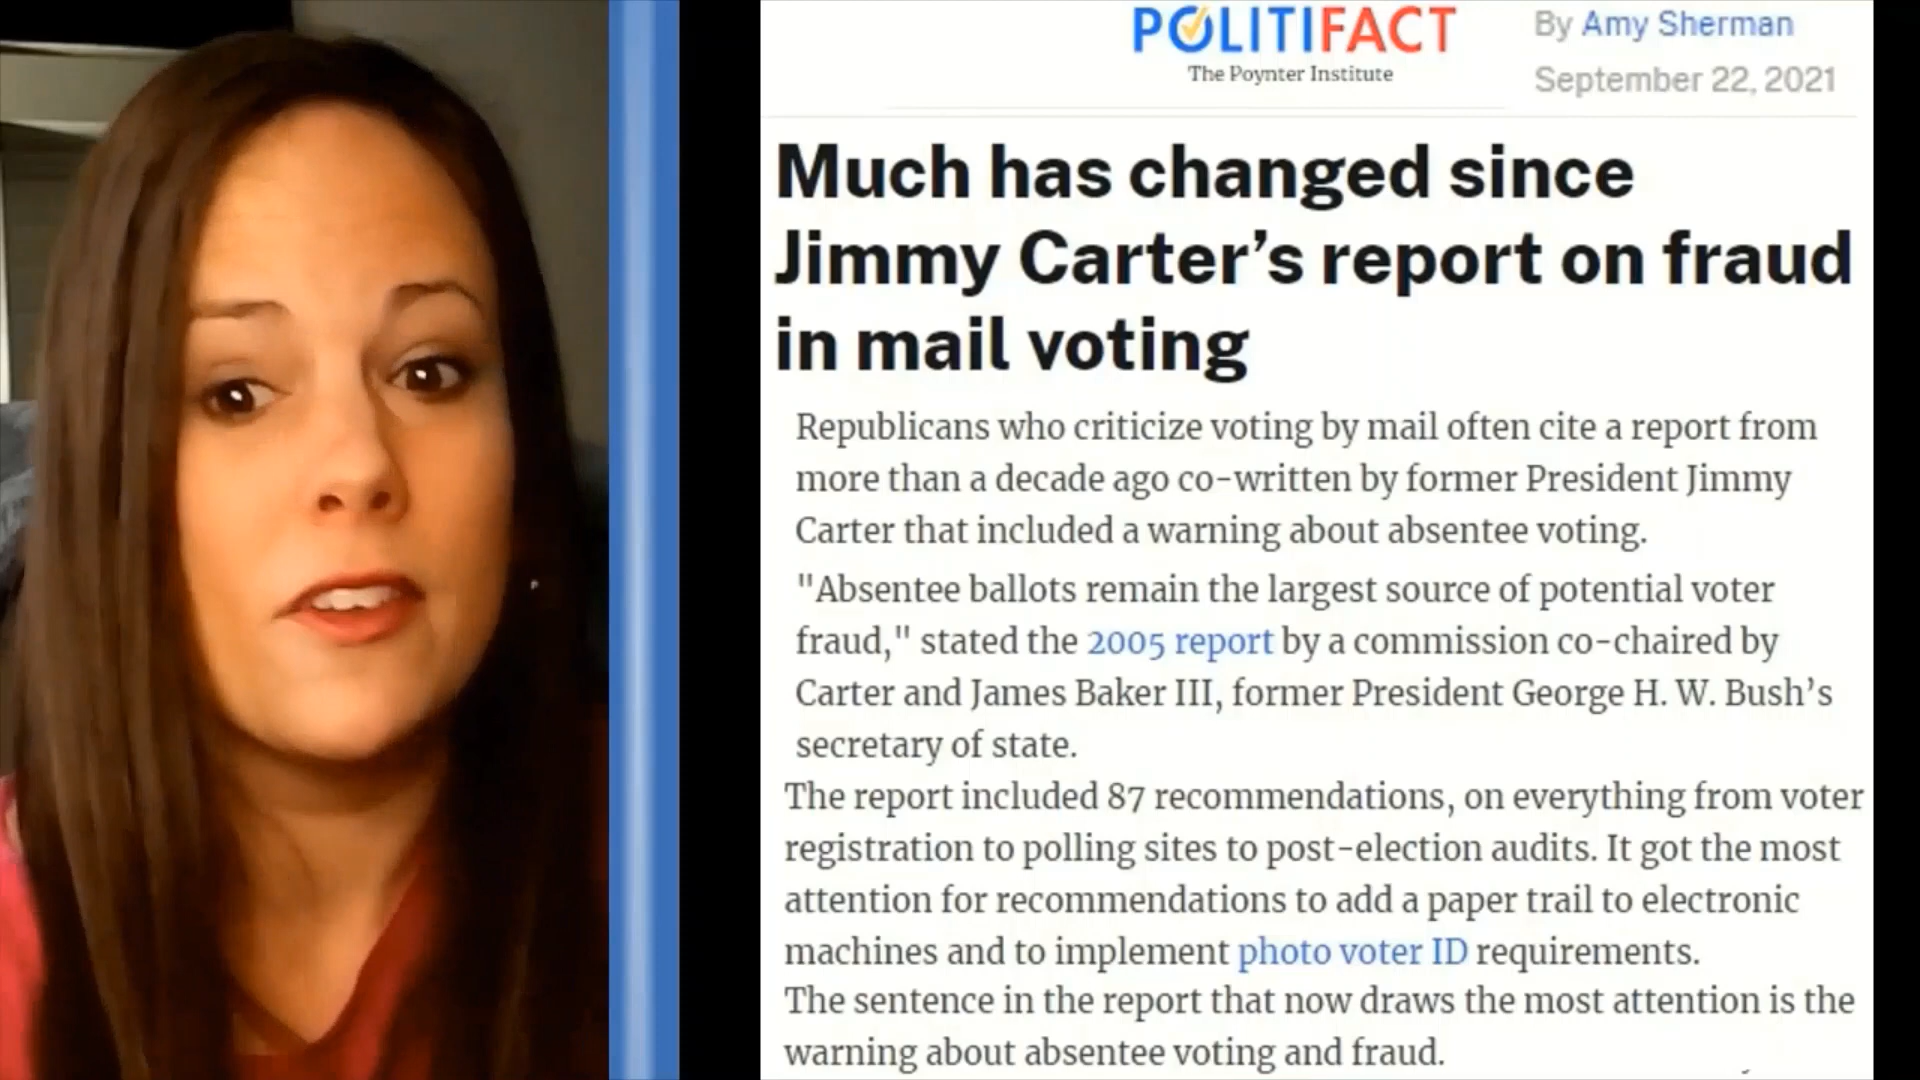 POLITIFACT
The Poynter Institute
By Amy Sherman
September 22, 2021
Much has changed since
Jimmy Carter’s report on fraud
in mail voting
Republicans who criticize voting by mail often cite a report from
more than a decade ago co-written by former President Jimmy
Carter that included a warning about absentee voting.
"Absentee ballots remain the largest source of potential voter
fraud," stated the 2005 report by a commission co-chaired by
Carter and James Baker III, former President George H. W. Bush’s
secretary of state.
The report included 87 recommendations, on everything from voter
registration to polling sites to post-election audits. It got the most
attention for recommendations to add a paper trail to electronic
machines and to implement photo voter ID requirements.
The sentence in the report that now draws the most attention is the
warning about absentee voting and fraud.